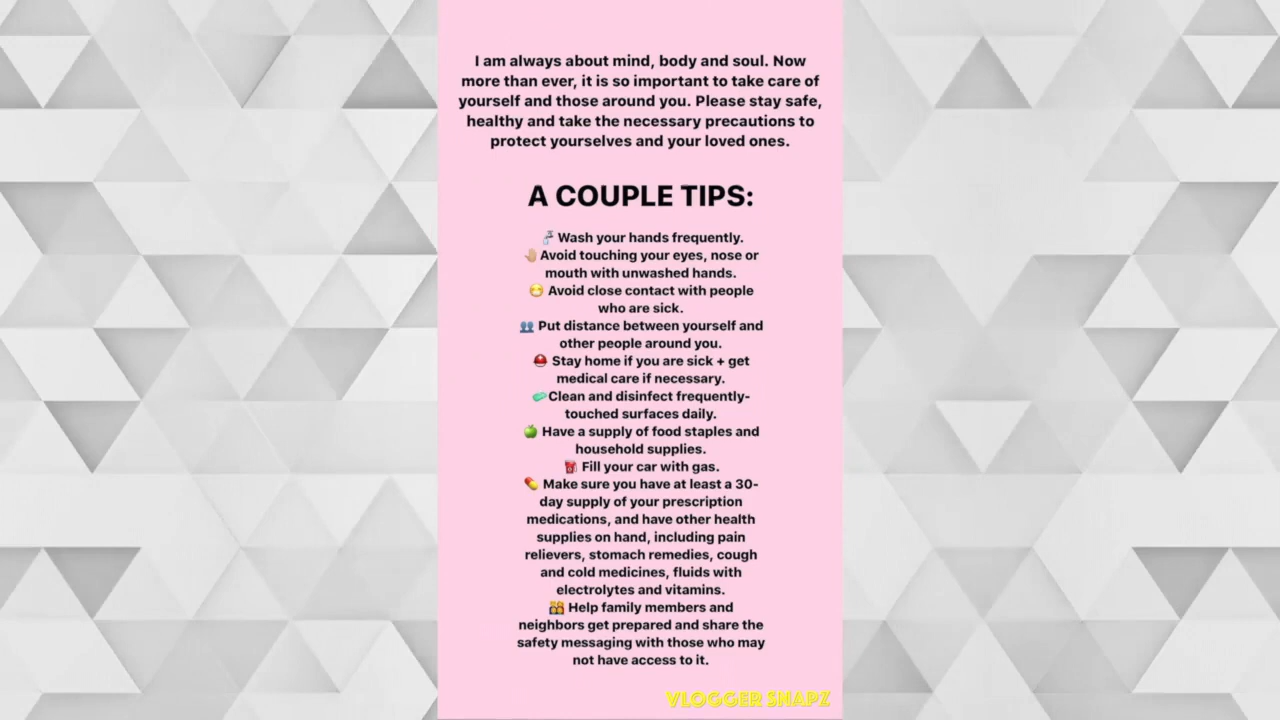 I am always about mind, body and soul. Now
more than ever, it is so important to take care of
yourself and those around you. Please stay safe,
healthy and take the necessary precautions to
protect yourselves and your loved ones.
A COUPLE TIPS:
🚰 Wash your hands frequently.
🤚🏼Avoid touching your eyes, nose or
mouth with unwashed hands.
😷 Avoid close contact with people
who are sick.
👥 Put distance between yourself and
other people around you.
⛑ Stay home if you are sick + get
medical care if necessary.
🧼Clean and disinfect frequently-
touched surfaces daily.
🍏 Have a supply of food staples and
household supplies.
⛽ Fill your car with gas.
💊 Make sure you have at least a 30-
day supply of your prescription
medications, and have other health
supplies on hand, including pain
relievers, stomach remedies, cough
and cold medicines, fluids with
electrolytes and vitamins.
👨‍👩‍👧‍👦 Help family members and
neighbors get prepared and share the
safety messaging with those who may
not have access to it.
VLOGGER SNAPZ